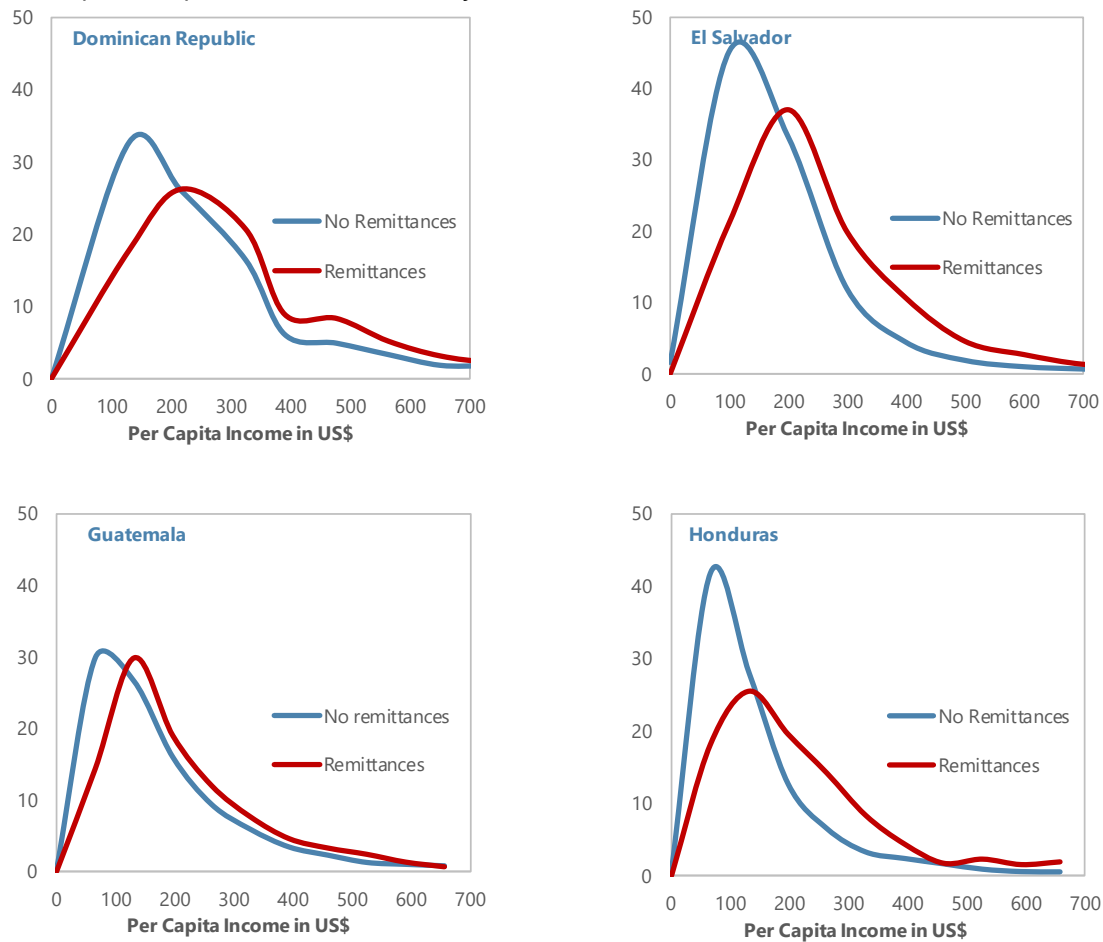 Dominican Republic
50
40
30
20
10
0
No Remittances
Remittances
0 100 200 300 400 500 600 700
Per Capita Income in US$
El Salvador
50
40
30
20
10
0
No Remittances
Remittances
0 100 200 300 400 500 600 700
Per Capita Income in US$
Guatemala
50
40
30
20
10
0
No remittances
Remittances
0 100 200 300 400 500 600 700
Per Capita Income in US$
Honduras
50
40
30
20
10
0
No Remittances
Remittances
0 100 200 300 400 500 600 700
Per Capita Income in US$